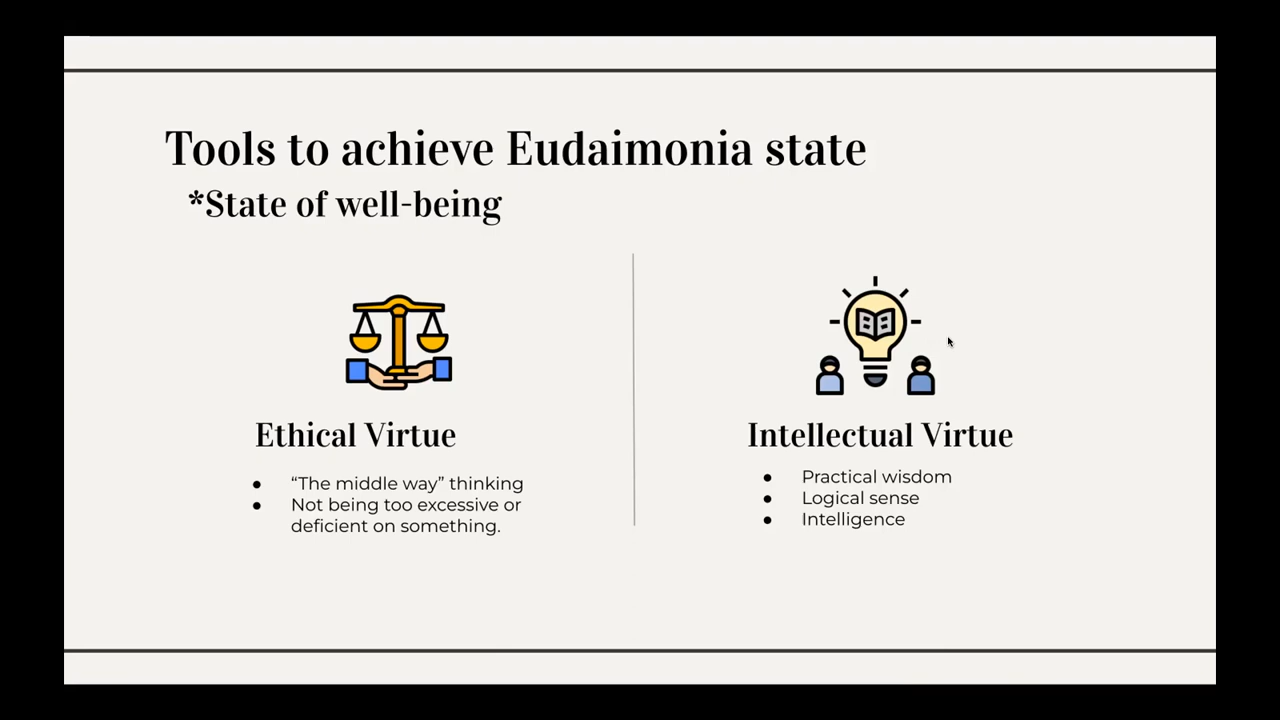 Tools to achieve Eudaimonia state
*State of well-being
Ethical Virtue
● “The middle way” thinking
● Not being too excessive or
deficient on something.
Intellectual Virtue
● Practical wisdom
● Logical sense
● Intelligence